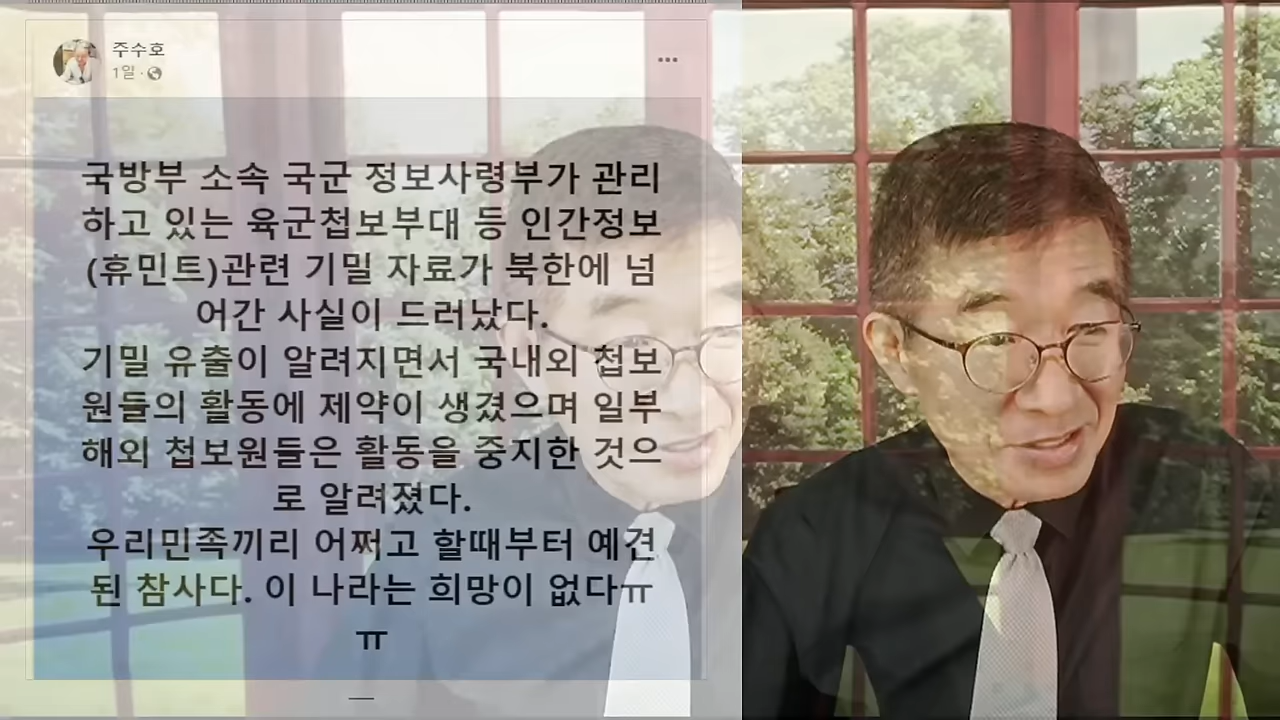 주수호
1일 ·
국방부 소속 국군 정보사령부가 관리
하고 있는 육군첩보부대 등 인간정보
(휴민트)관련 기밀 자료가 북한에 넘
어간 사실이 드러났다.
기밀 유출이 알려지면서 국내외 첩보
원들의 활동에 제약이 생겼으며 일부
해외 첩보원들은 활동을 중지한 것으
로 알려졌다.
우리민족끼리 어쩌고 할때부터 예견
된 참사다. 이 나라는 희망이 없다ㅠ
ㅠ